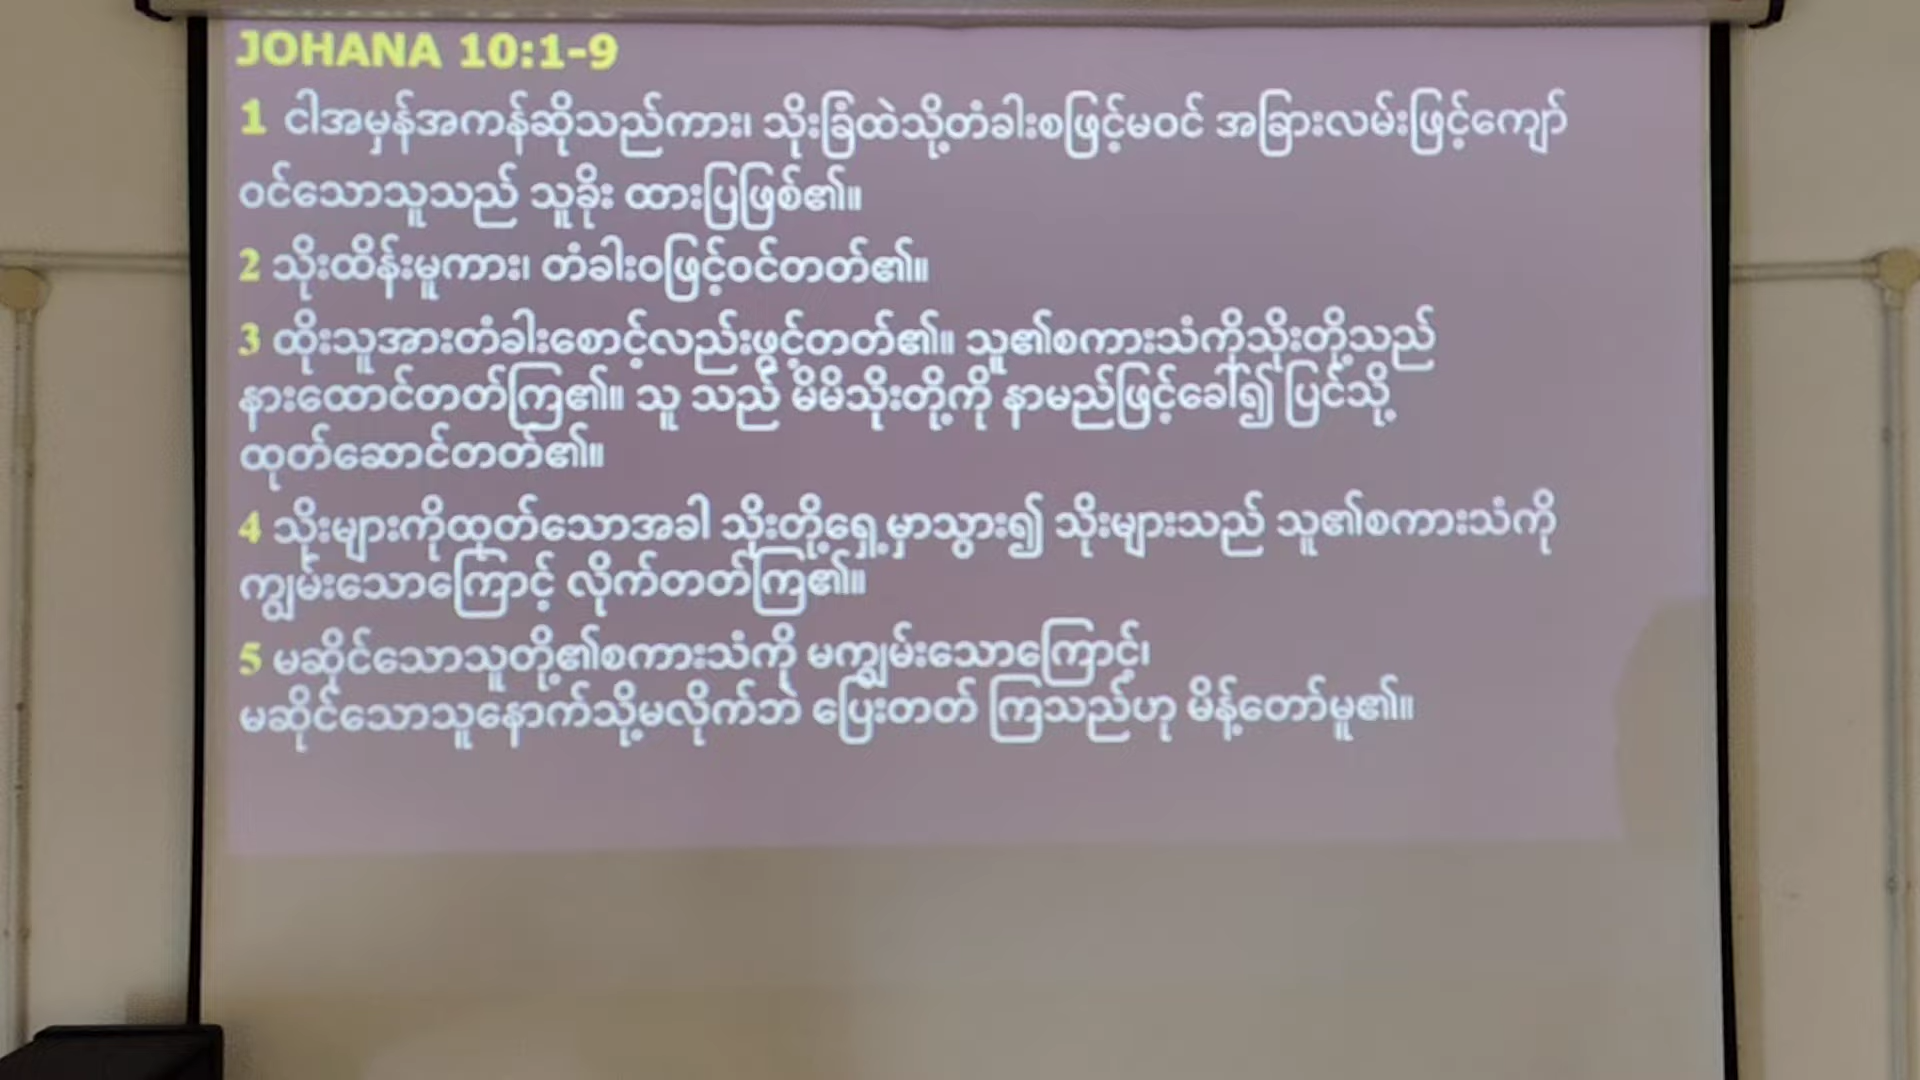 JOHANA 10:1-9
1 ငါအမှန်အကန်ဆိုသည်ကား၊ သိုးခြံထဲသို့တံခါးစဖြင့်မဝင် အခြားလမ်းဖြင့်ကျော်
ဝင်သောသူသည် သူခိုး ထားပြဖြစ်၏။
2 သိုးထိန်းမူကား၊ တံခါးဝဖြင့်ဝင်တတ်၏။
3 ထိုးသူအားတံခါးစောင့်လည်းဖွင့်တတ်၏။ သူ၏စကားသံကိုသိုးတို့သည်
နားထောင်တတ်ကြ၏။ သူ သည် မိမိသိုးတို့ကို နာမည်ဖြင့်ခေါ်၍ ပြင်သို့
ထုတ်ဆောင်တတ်၏။
4 သိုးများကိုထုတ်သောအခါ သိုးတို့ရှေ့မှာသွား၍ သိုးများသည် သူ၏စကားသံကို
ကျွမ်းသောကြောင့် လိုက်တတ်ကြ၏။
5 မဆိုင်သောသူတို့၏စကားသံကို မကျွမ်းသောကြောင့်၊
မဆိုင်သောသူနောက်သို့မလိုက်ဘဲ ပြေးတတ် ကြသည်ဟု မိန့်တော်မူ၏။